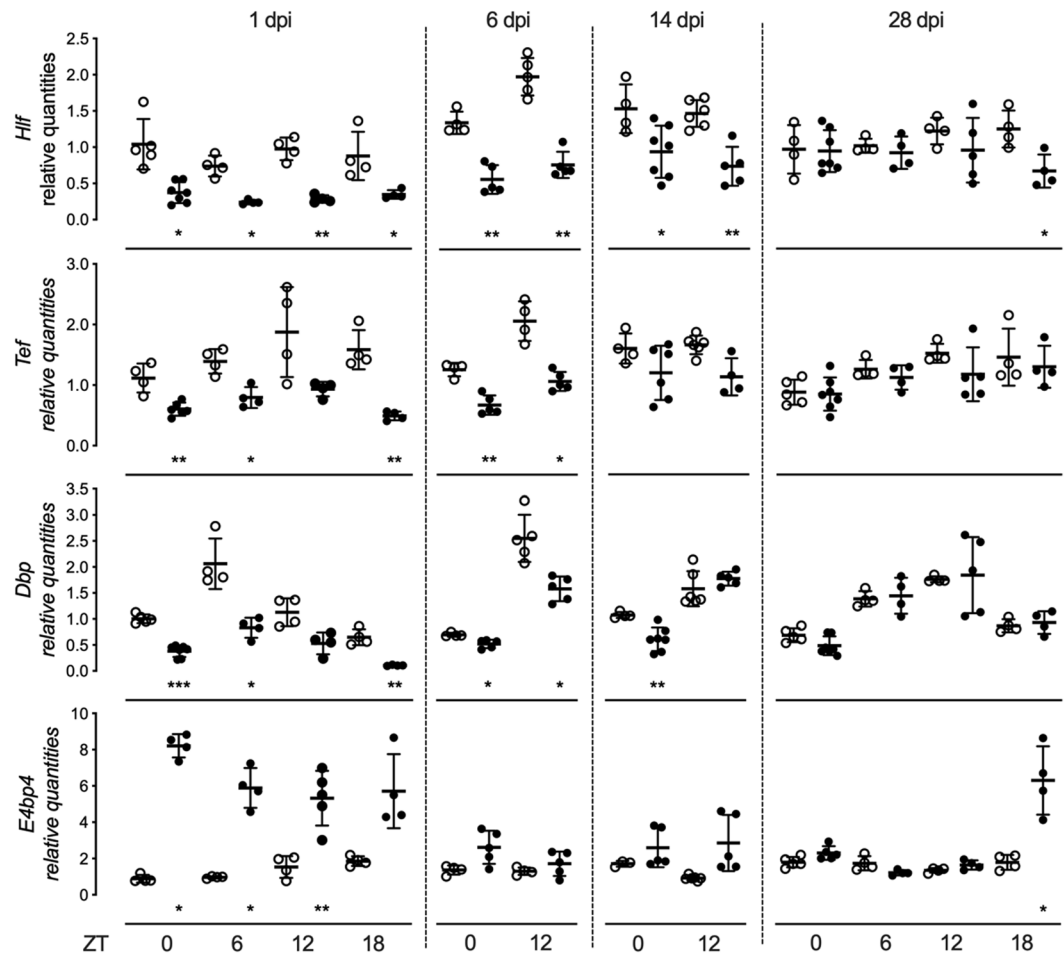 1 dpi 6 dpi 14 dpi 28 dpi
Hlf
relative quantities
2.5
2.0
1.5
1.0
0.5
0.0
* * ** * ** ** * ** *
Tef
relative quantities
3.0
2.0
1.0
0.0
** * ** ** *
Dbp
relative quantities
3.5
3.0
2.5
2.0
1.5
1.0
0.5
0.0
*** * ** * * **
E4bp4
relative quantities
10
8
6
4
2
0
* * ** *
ZT 0 6 12 18 0 12 0 12 0 6 12 18